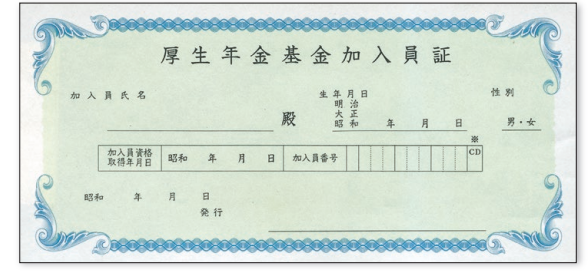 厚生年金基金加入員証
加入員氏名
殿
生年月日
明治
大正
昭和 年 月 日
性別
男・女
加入員資格
取得年月日
昭和 年 月 日
加入員番号
※
CD
昭和 年 月 日
発行